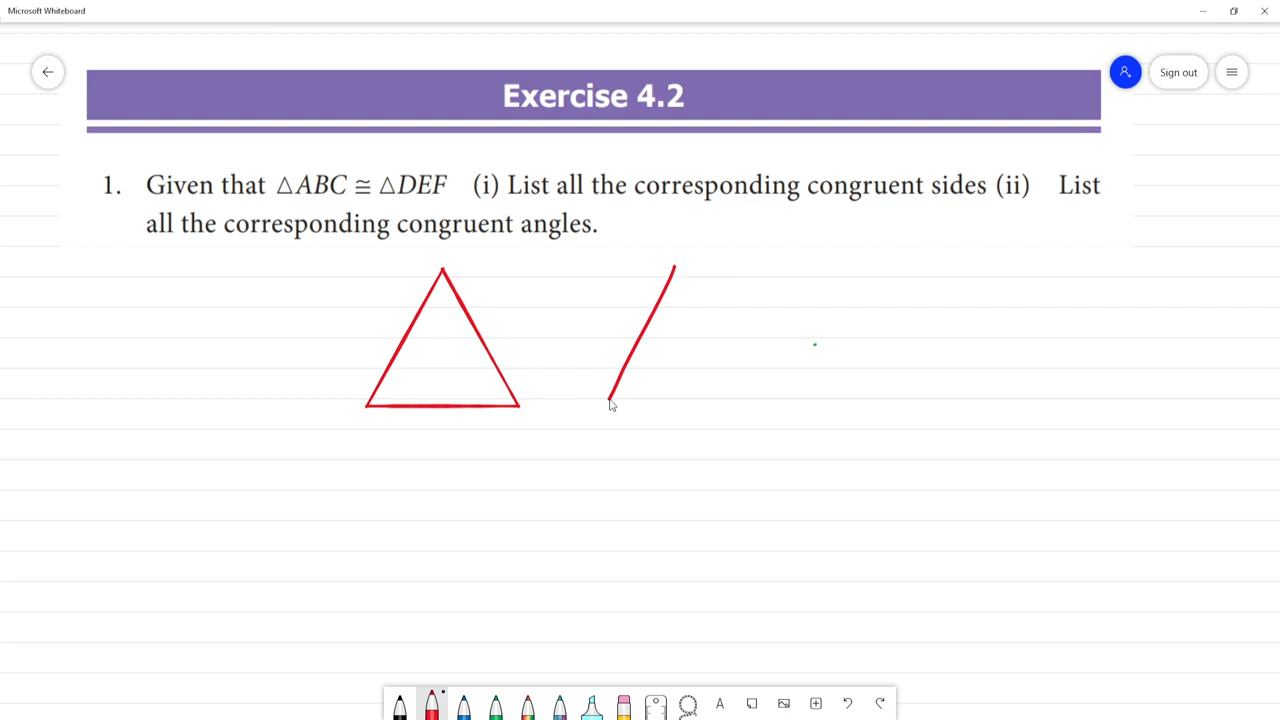 Microsoft Whiteboard
Sign out
Exercise 4.2
1. Given that △ABC ≅ △DEF (i) List all the corresponding congruent sides (ii) List
all the corresponding congruent angles.
A